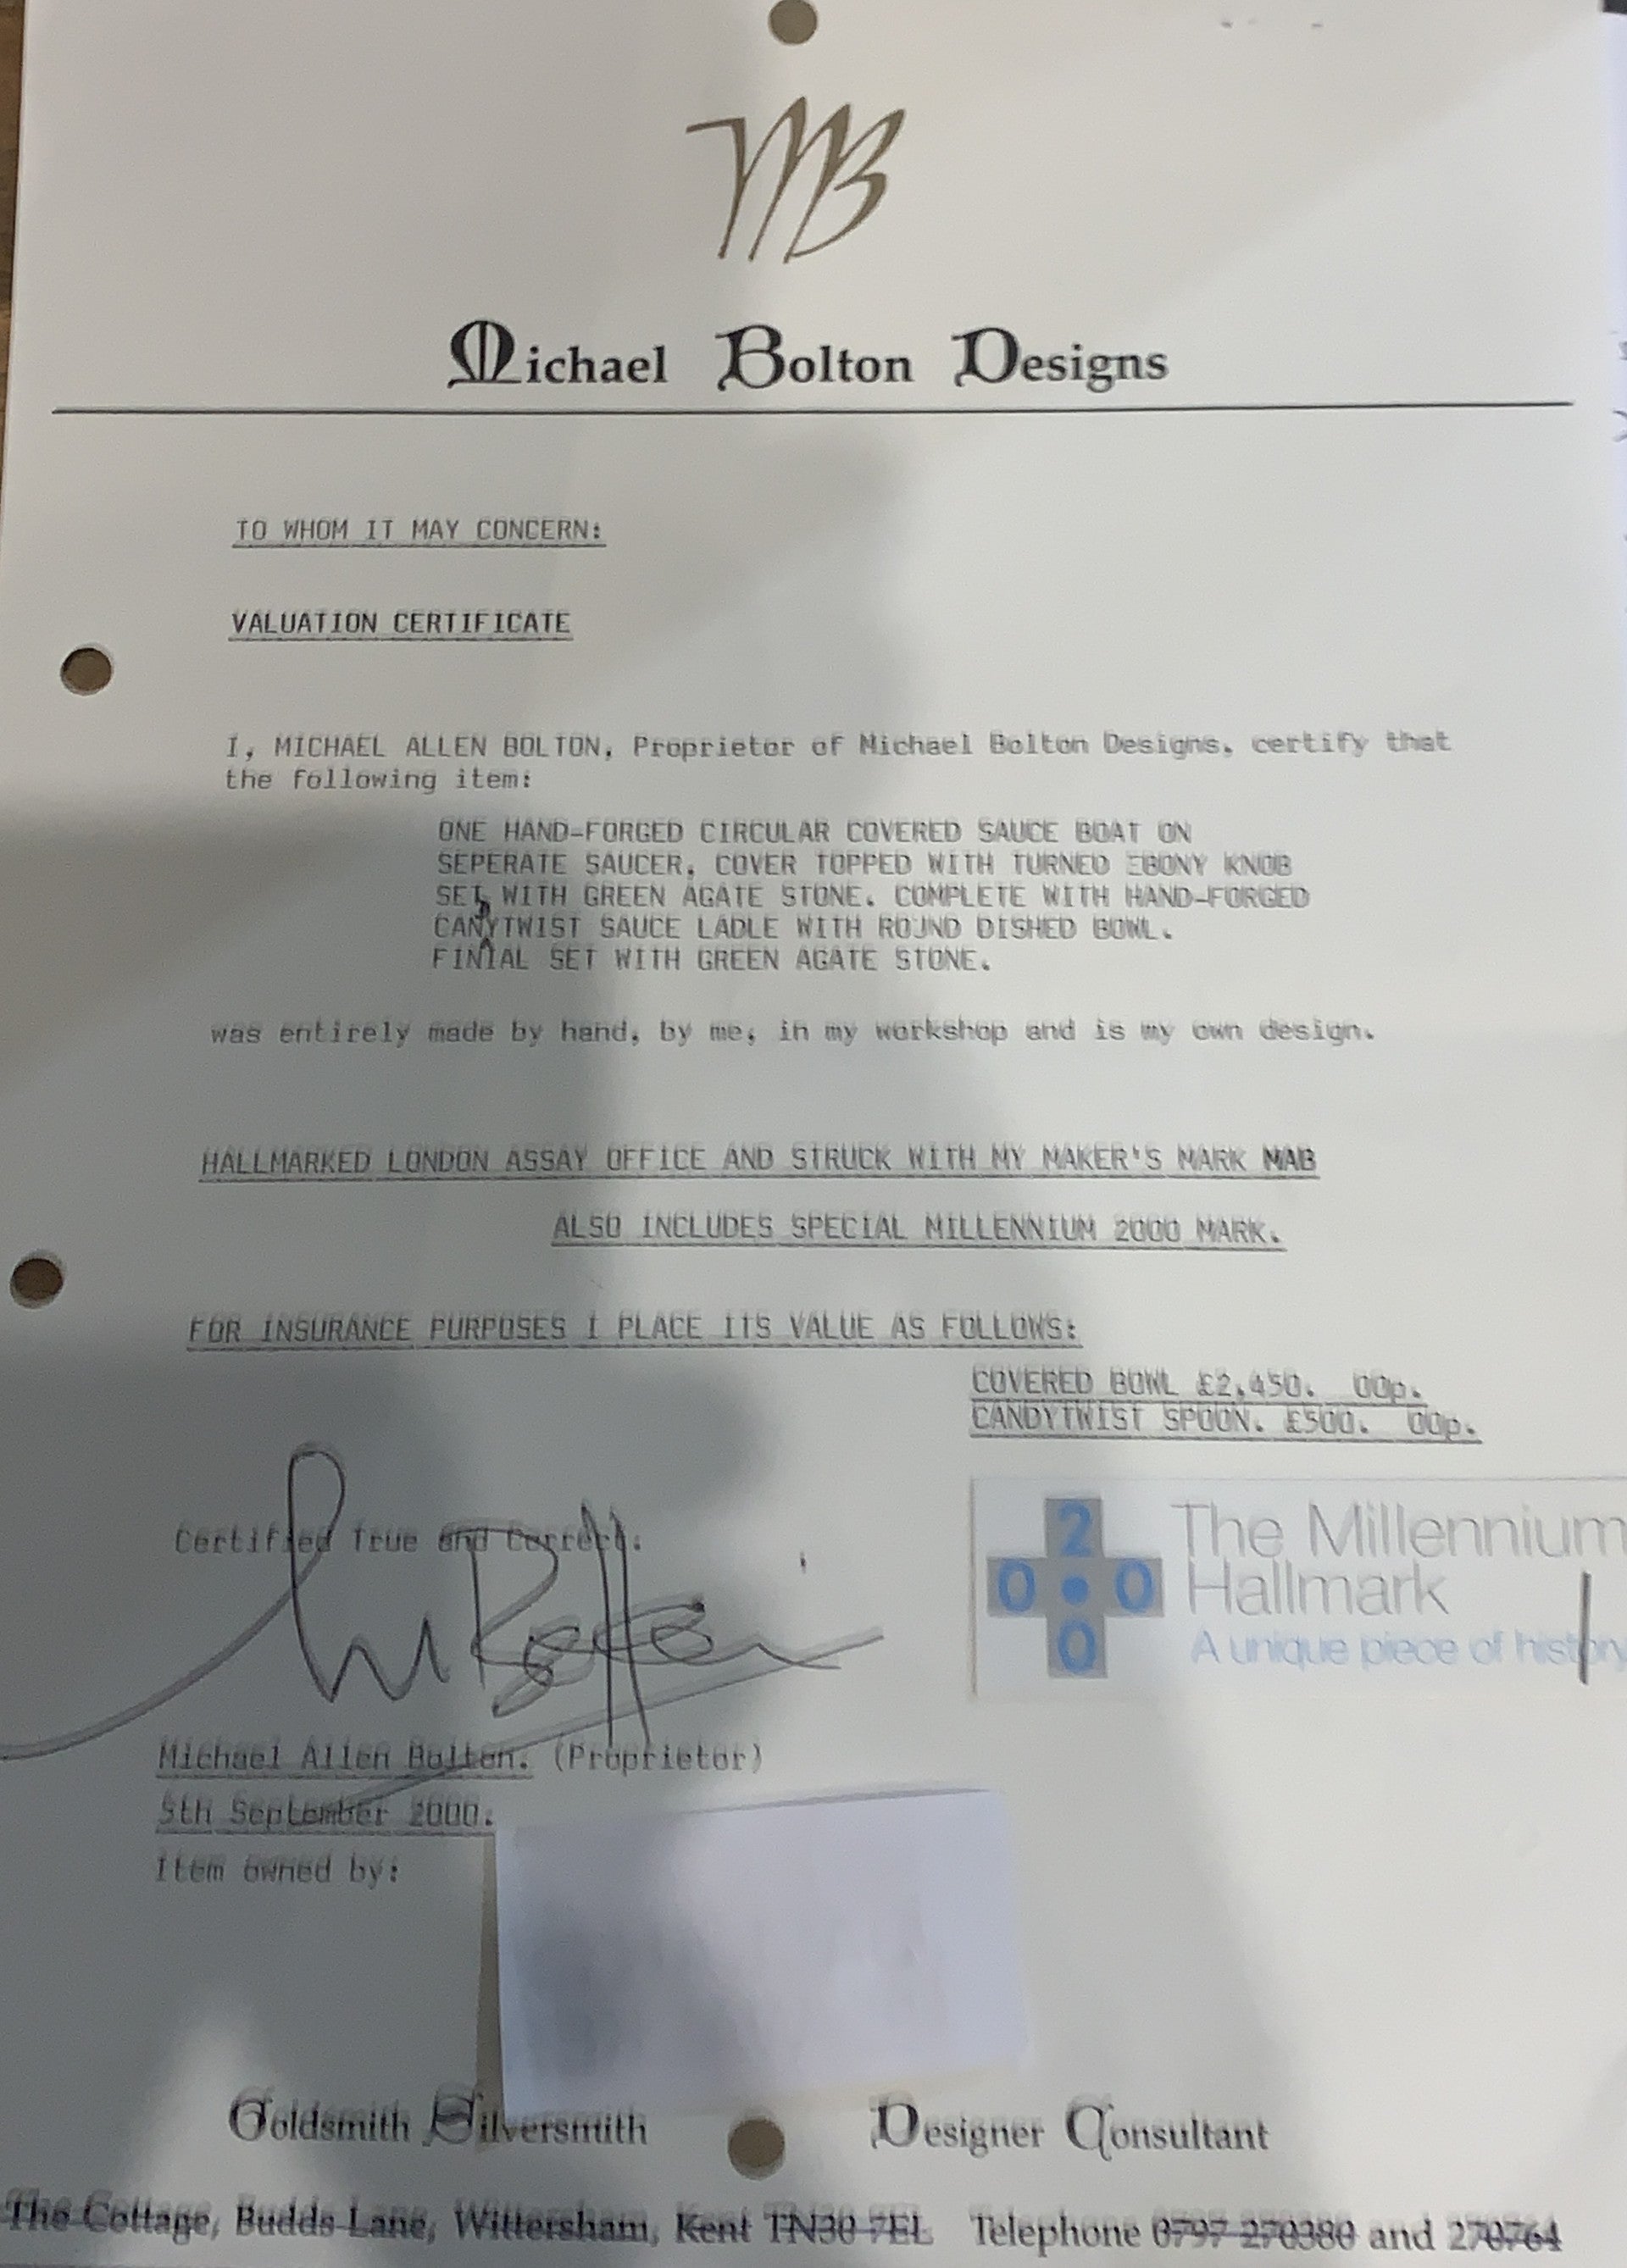 MB
Michael Bolton Designs
TO WHOM IT MAY CONCERN:
VALUATION CERTIFICATE
I, MICHAEL ALLEN BOLTON, Proprietor of Michael Bolton Designs, certify that
the following item:
ONE HAND-FORGED CIRCULAR COVERED SAUCE BOAT ON
SEPERATE SAUCER, COVER TOPPED WITH TURNED EBONY KNOB
SET WITH GREEN AGATE STONE. COMPLETE WITH HAND-FORGED
CANDYTWIST SAUCE LADLE WITH ROUND DISHED BOWL.
FINIAL SET WITH GREEN AGATE STONE.
was entirely made by hand, by me, in my workshop and is my own design.
HALLMARKED LONDON ASSAY OFFICE AND STRUCK WITH MY MAKER'S MARK MAB
ALSO INCLUDES SPECIAL MILLENNIUM 2000 MARK.
FOR INSURANCE PURPOSES I PLACE ITS VALUE AS FOLLOWS:
COVERED BOWL £2,450. 00p.
CANDYTWIST SPOON. £500. 00p.
2
0 0
0
The Millennium
Hallmark
A unique piece of history
Certified True and Correct.
Michael Allen Bolton. (Proprietor)
5th September 2000.
Item owned by:
Goldsmith Silversmith Designer Consultant
The Cottage, Budds Lane, Wittersham, Kent TN30 7EL Telephone 0797 270380 and 270764